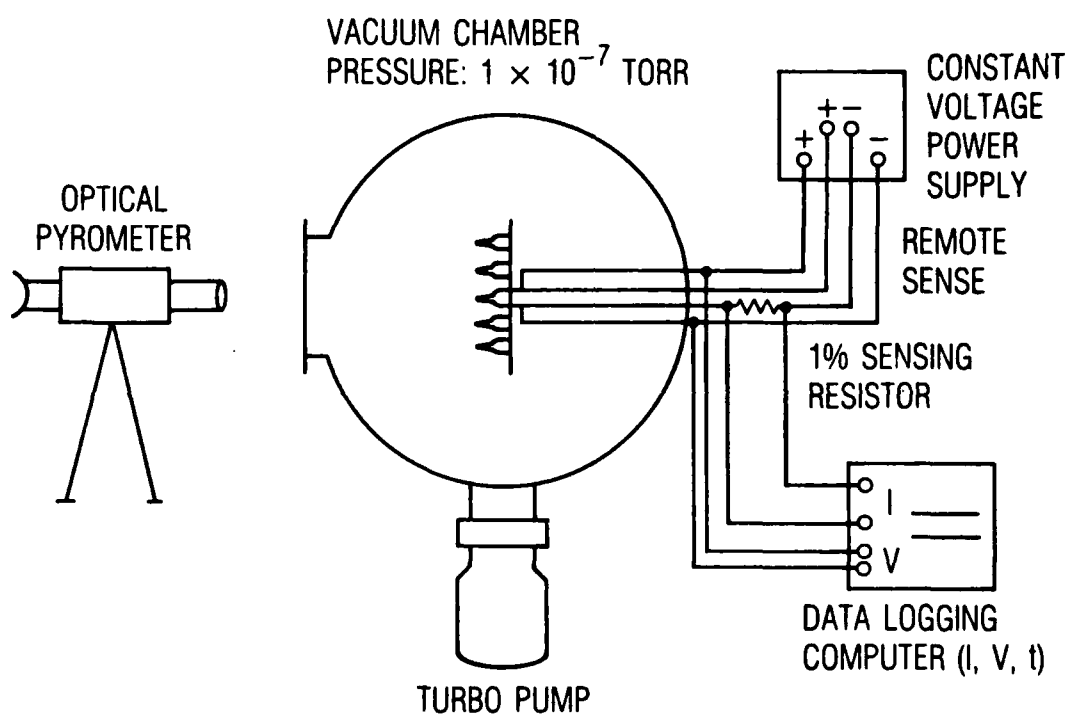 VACUUM CHAMBER
PRESSURE: 1 × 10⁻⁷ TORR
CONSTANT
VOLTAGE
POWER
SUPPLY
+ −
+ −
OPTICAL
PYROMETER
REMOTE
SENSE
1% SENSING
RESISTOR
I
V
DATA LOGGING
COMPUTER (I, V, t)
TURBO PUMP